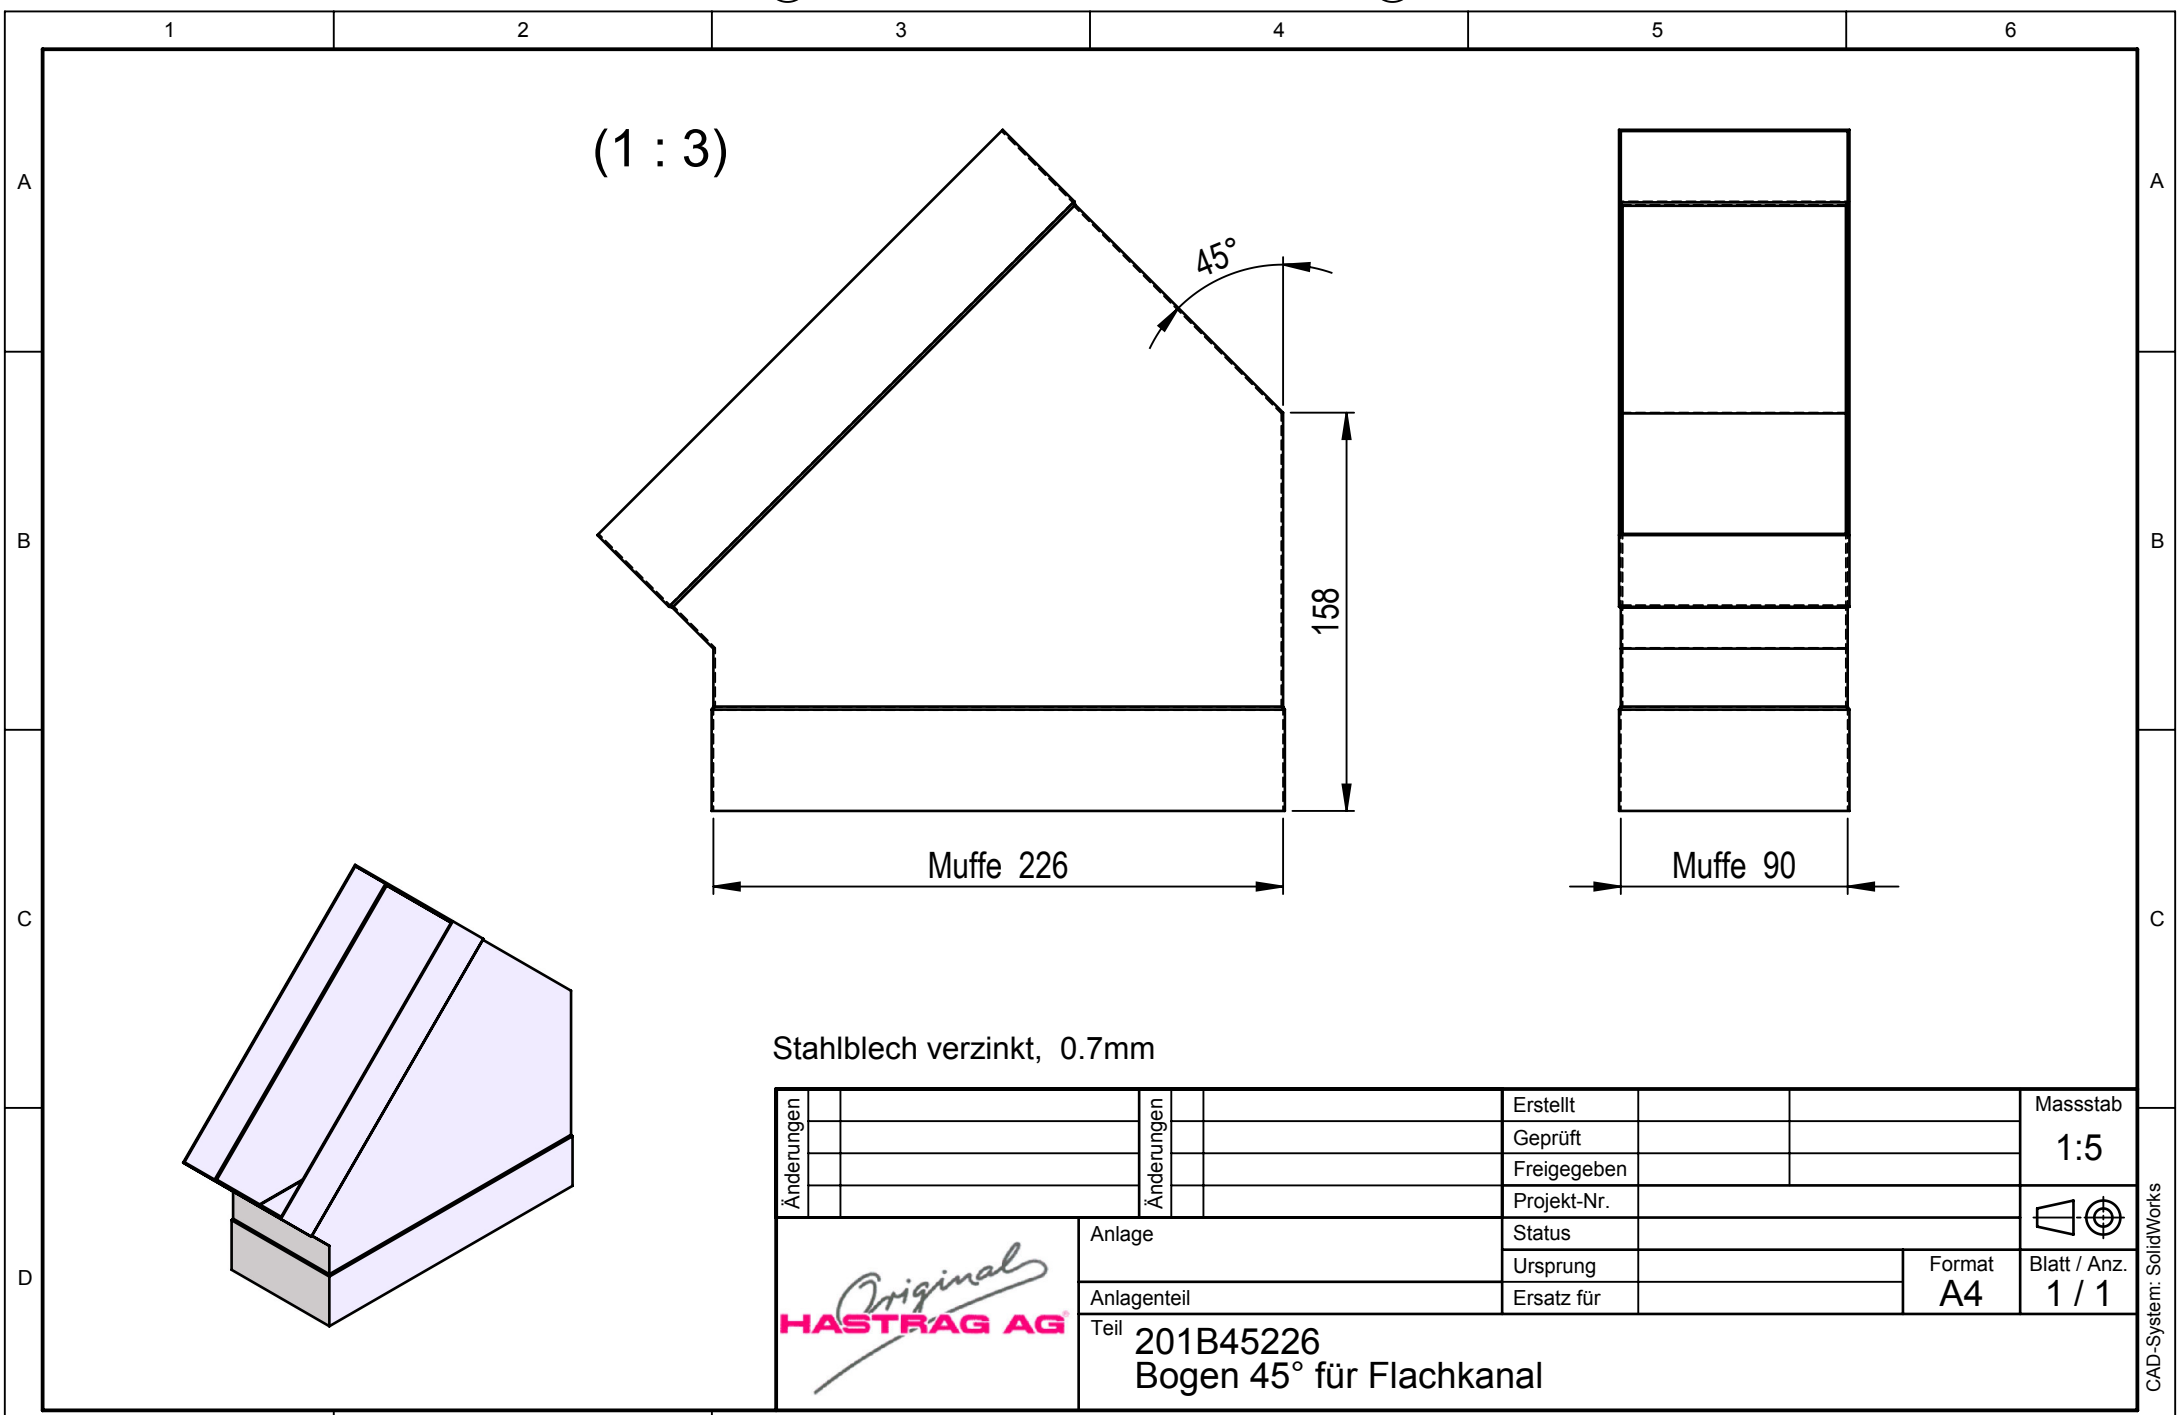 1 2 3 4 5 6
(1 : 3)
A A
45°
B B
158
Muffe 226 Muffe 90
C C
Stahlblech verzinkt, 0.7mm
Änderungen Änderungen
Erstellt
Massstab
Geprüft
1:5
Freigegeben
Projekt-Nr.
Anlage
Status
Ursprung
Format
Blatt / Anz.
D
A4
1 / 1
Anlagenteil
Ersatz für
Original
HASTRAG AG®
Teil
201B45226
Bogen 45° für Flachkanal
CAD-System: SolidWorks